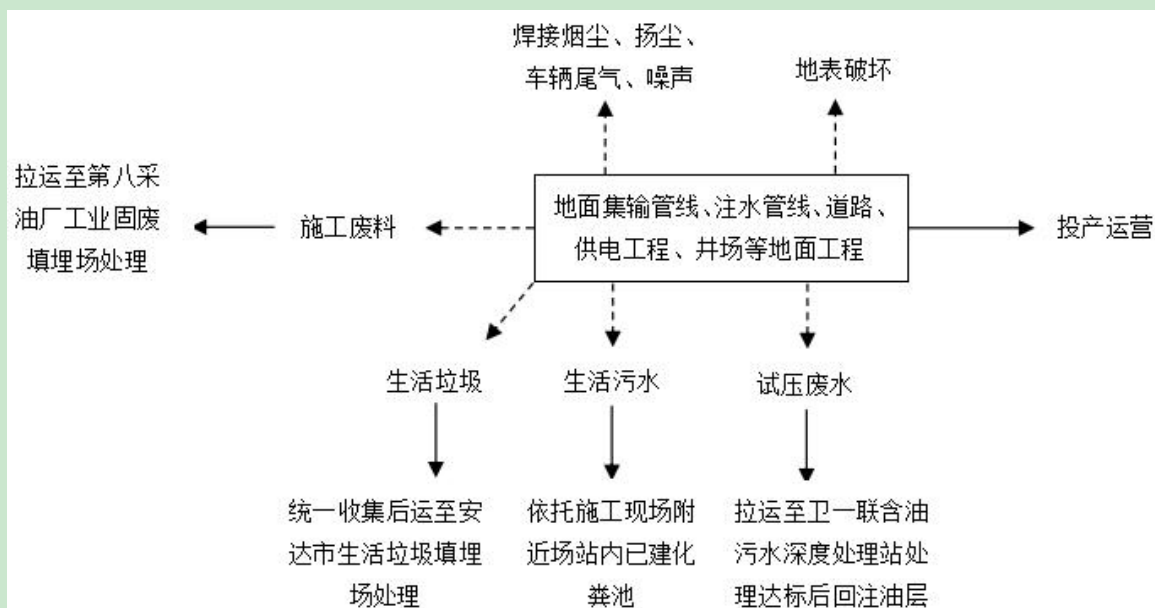 焊接烟尘、扬尘、
车辆尾气、噪声
地表破坏
拉运至第八采
油厂工业固废
填埋场处理
施工废料
地面集输管线、注水管线、道路、
供电工程、井场等地面工程
投产运营
生活垃圾
生活污水
试压废水
统一收集后运至安
达市生活垃圾填埋
场处理
依托施工现场附
近场站内已建化
粪池
拉运至卫一联含油
污水深度处理站处
理达标后回注油层